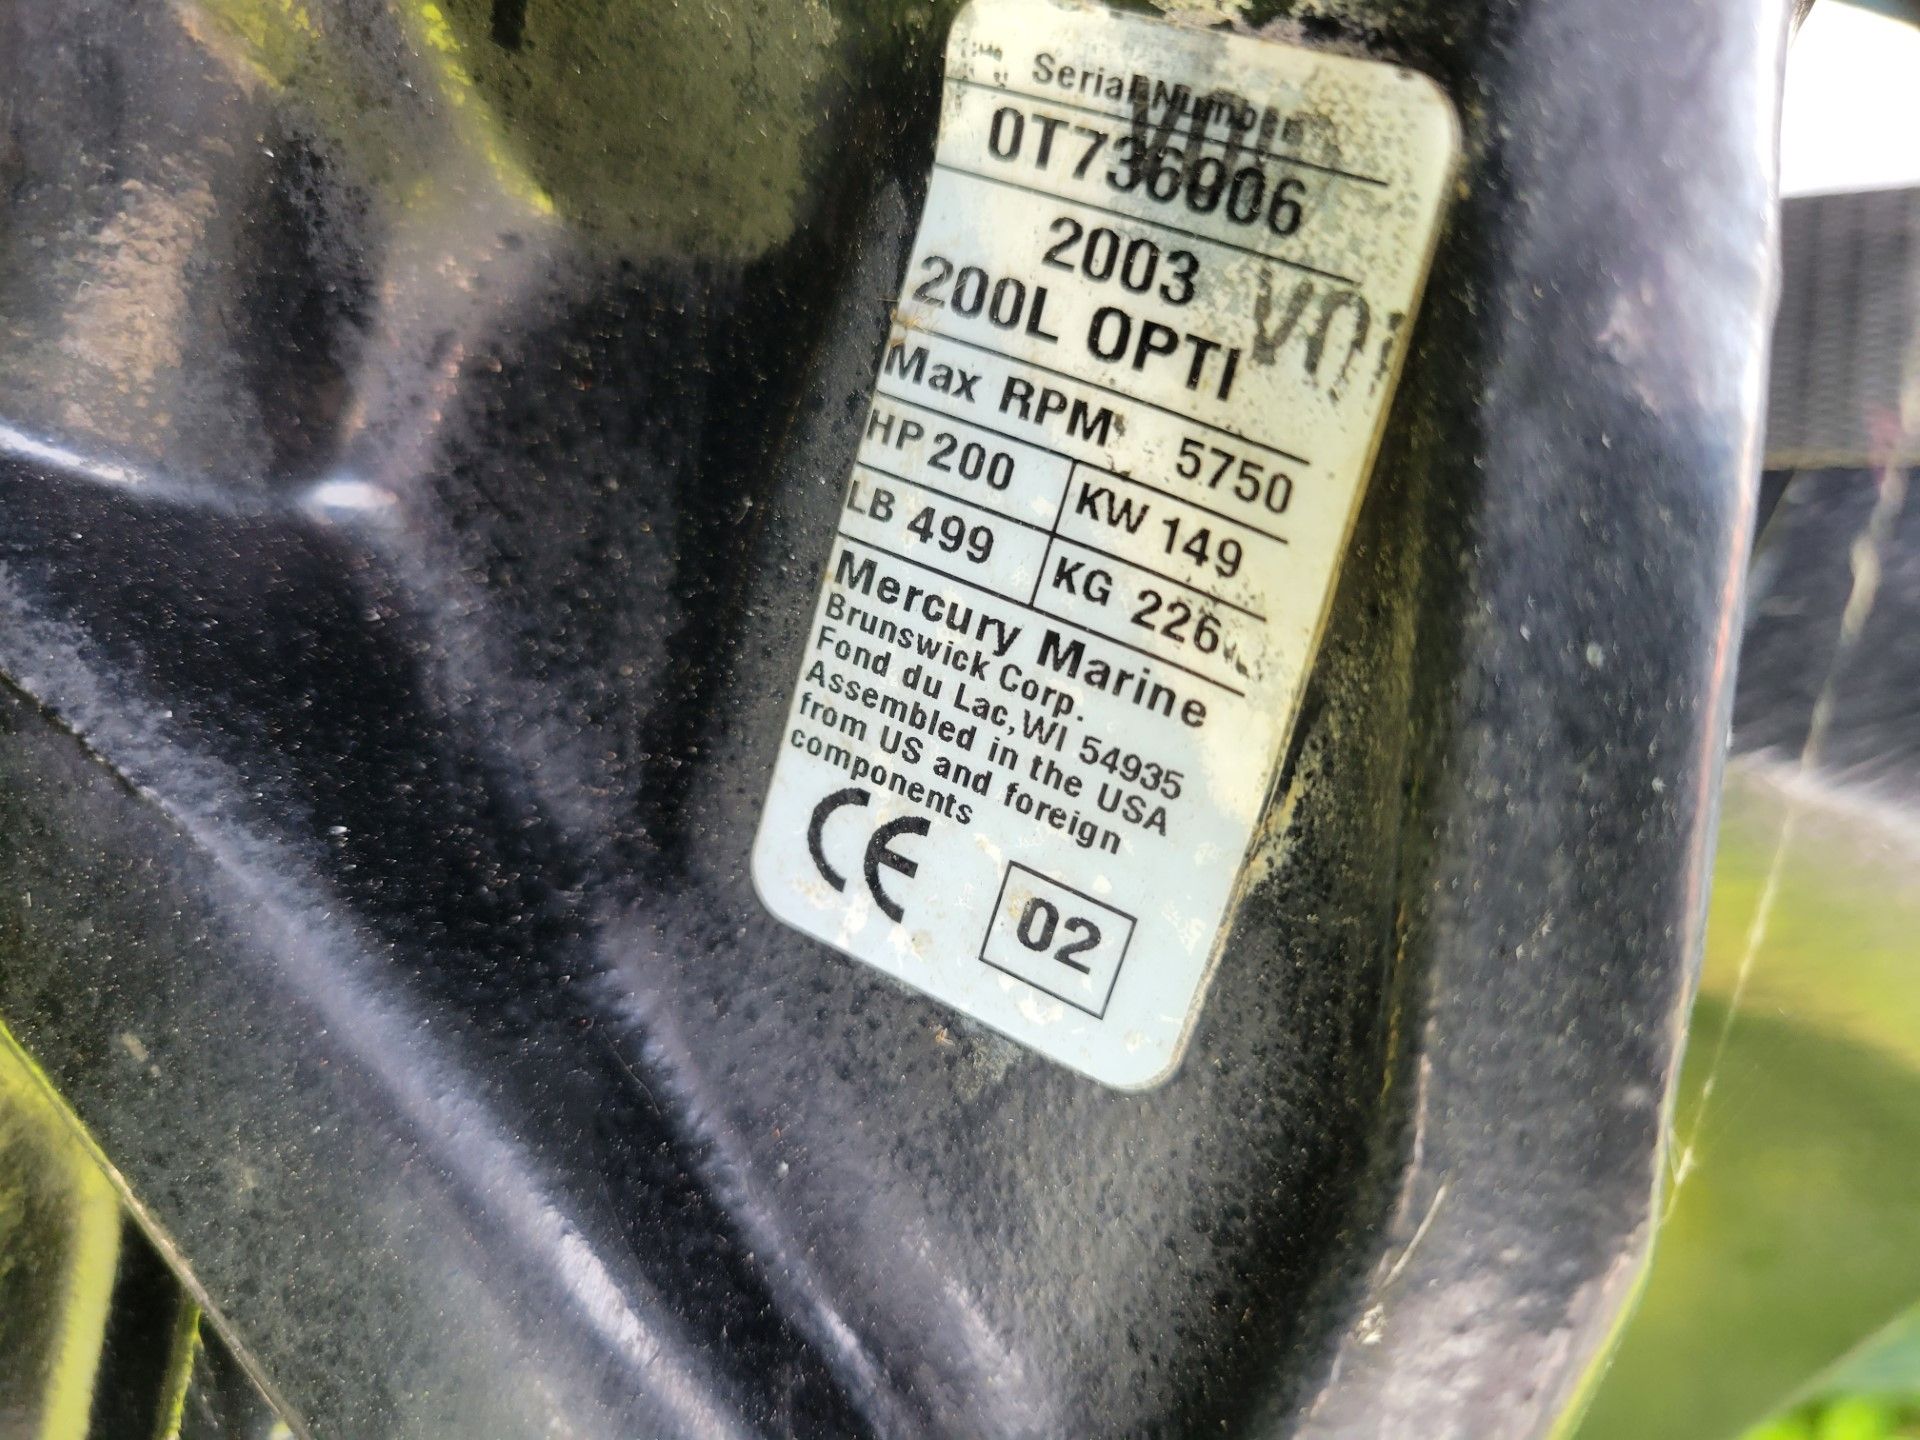 Serial Number
0T736006
2003
200L OPTI
Max RPM 5750
HP 200 KW 149
LB 499 KG 226
Mercury Marine
Brunswick Corp.
Fond du Lac, WI 54935
Assembled in the USA
from US and foreign
components
CE 02